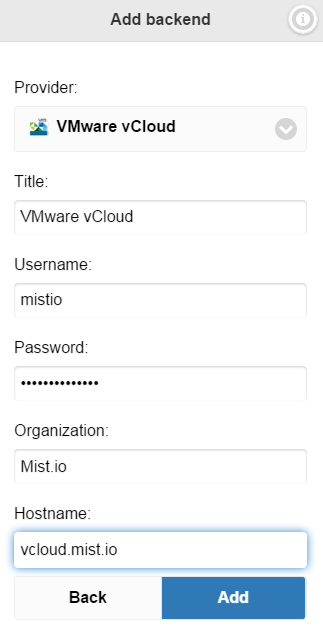 Add backend
Provider:
VMware vCloud
Title:
VMware vCloud
Username:
mistio
Password:
••••••••••••••
Organization:
Mist.io
Hostname:
vcloud.mist.io
Back Add